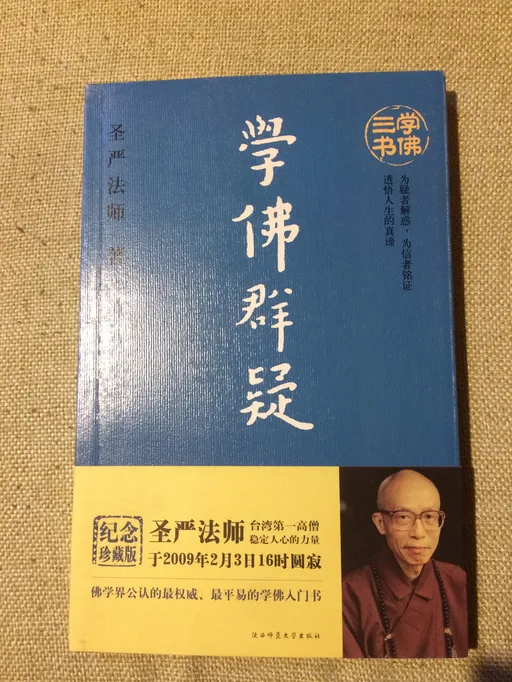 學佛群疑
学佛
三书
为疑者解惑，为信者铭证
透悟人生的真谛
圣严法师 著
纪念
珍藏版
圣严法师
台湾第一高僧
稳定人心的力量
于2009年2月3日16时圆寂
佛学界公认的最权威、最平易的学佛入门书
陕西师范大学出版社